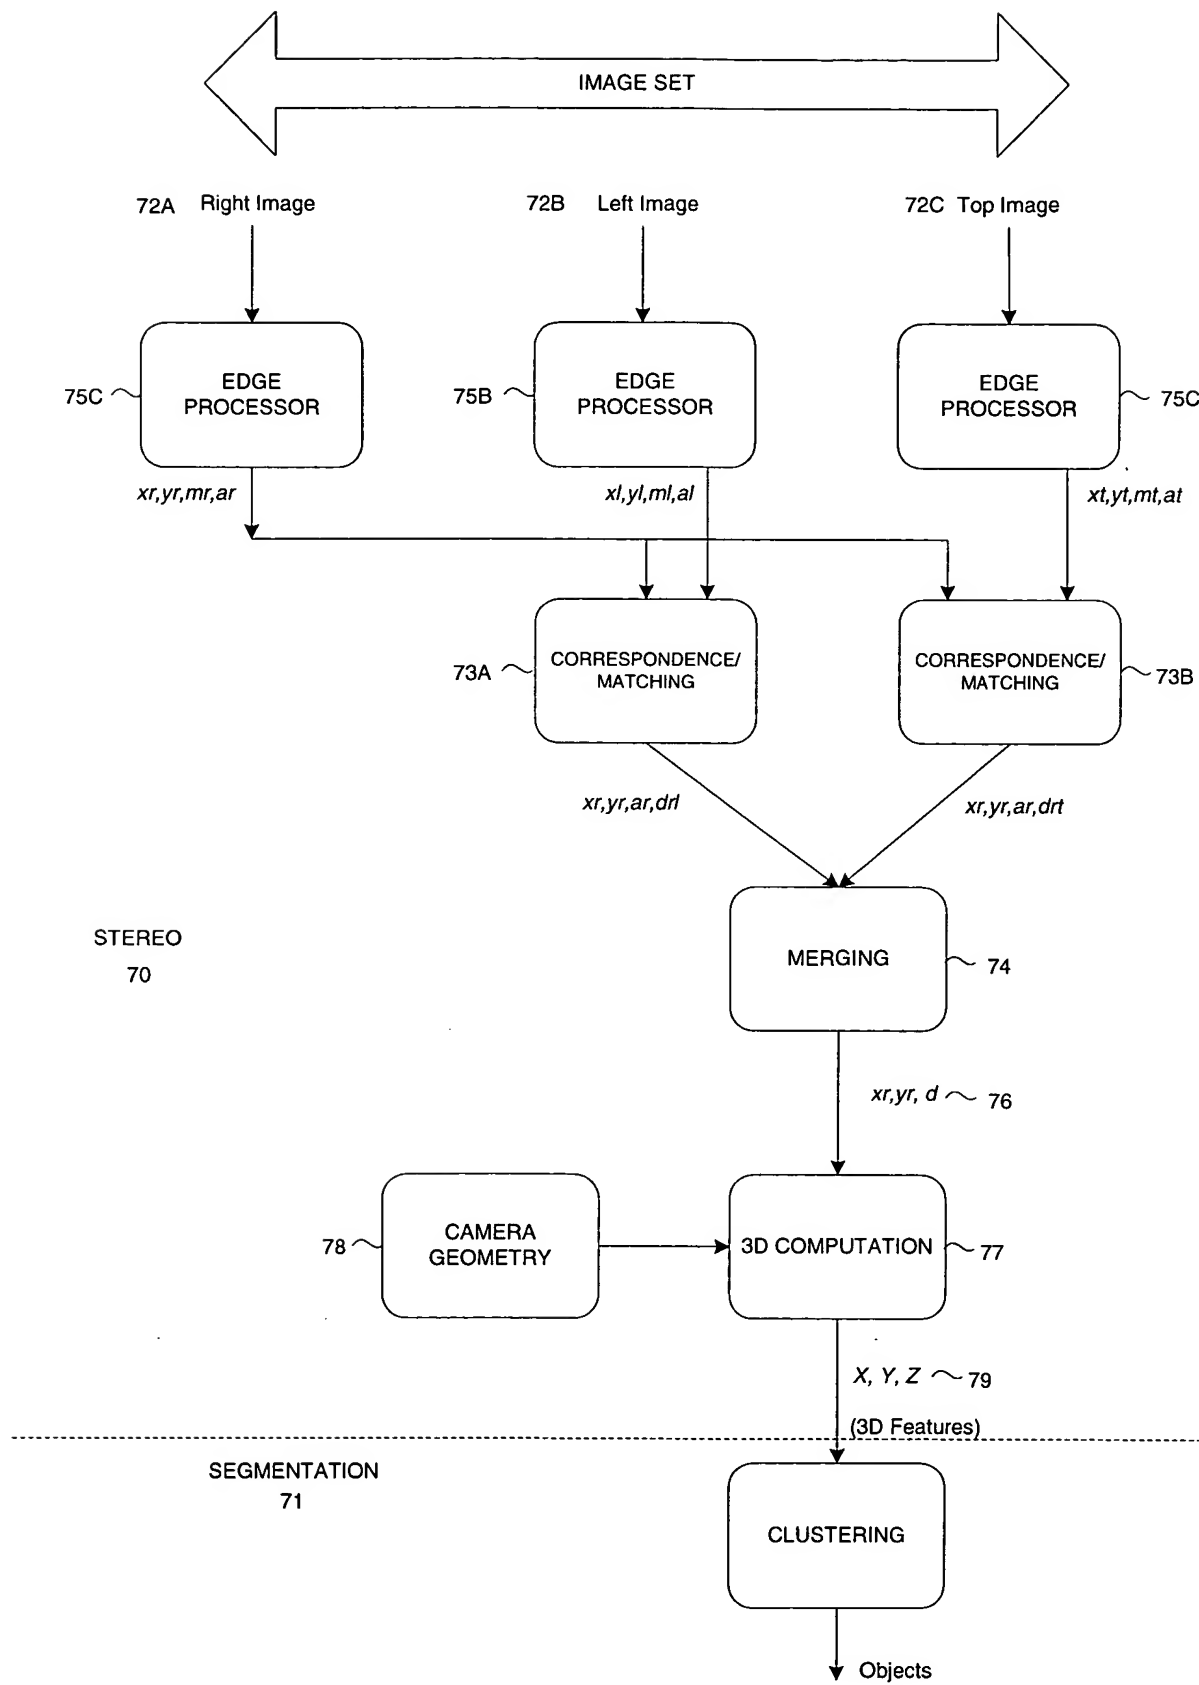 IMAGE SET
72A Right Image
72B Left Image
72C Top Image
75C
EDGE
PROCESSOR
75B
EDGE
PROCESSOR
EDGE
PROCESSOR
75C
xr,yr,mr,ar
xl,yl,ml,al
xt,yt,mt,at
73A
CORRESPONDENCE/
MATCHING
CORRESPONDENCE/
MATCHING
73B
xr,yr,ar,drl
xr,yr,ar,drt
STEREO
70
MERGING
74
xr,yr, d
76
78
CAMERA
GEOMETRY
3D COMPUTATION
77
X, Y, Z
79
(3D Features)
SEGMENTATION
71
CLUSTERING
Objects